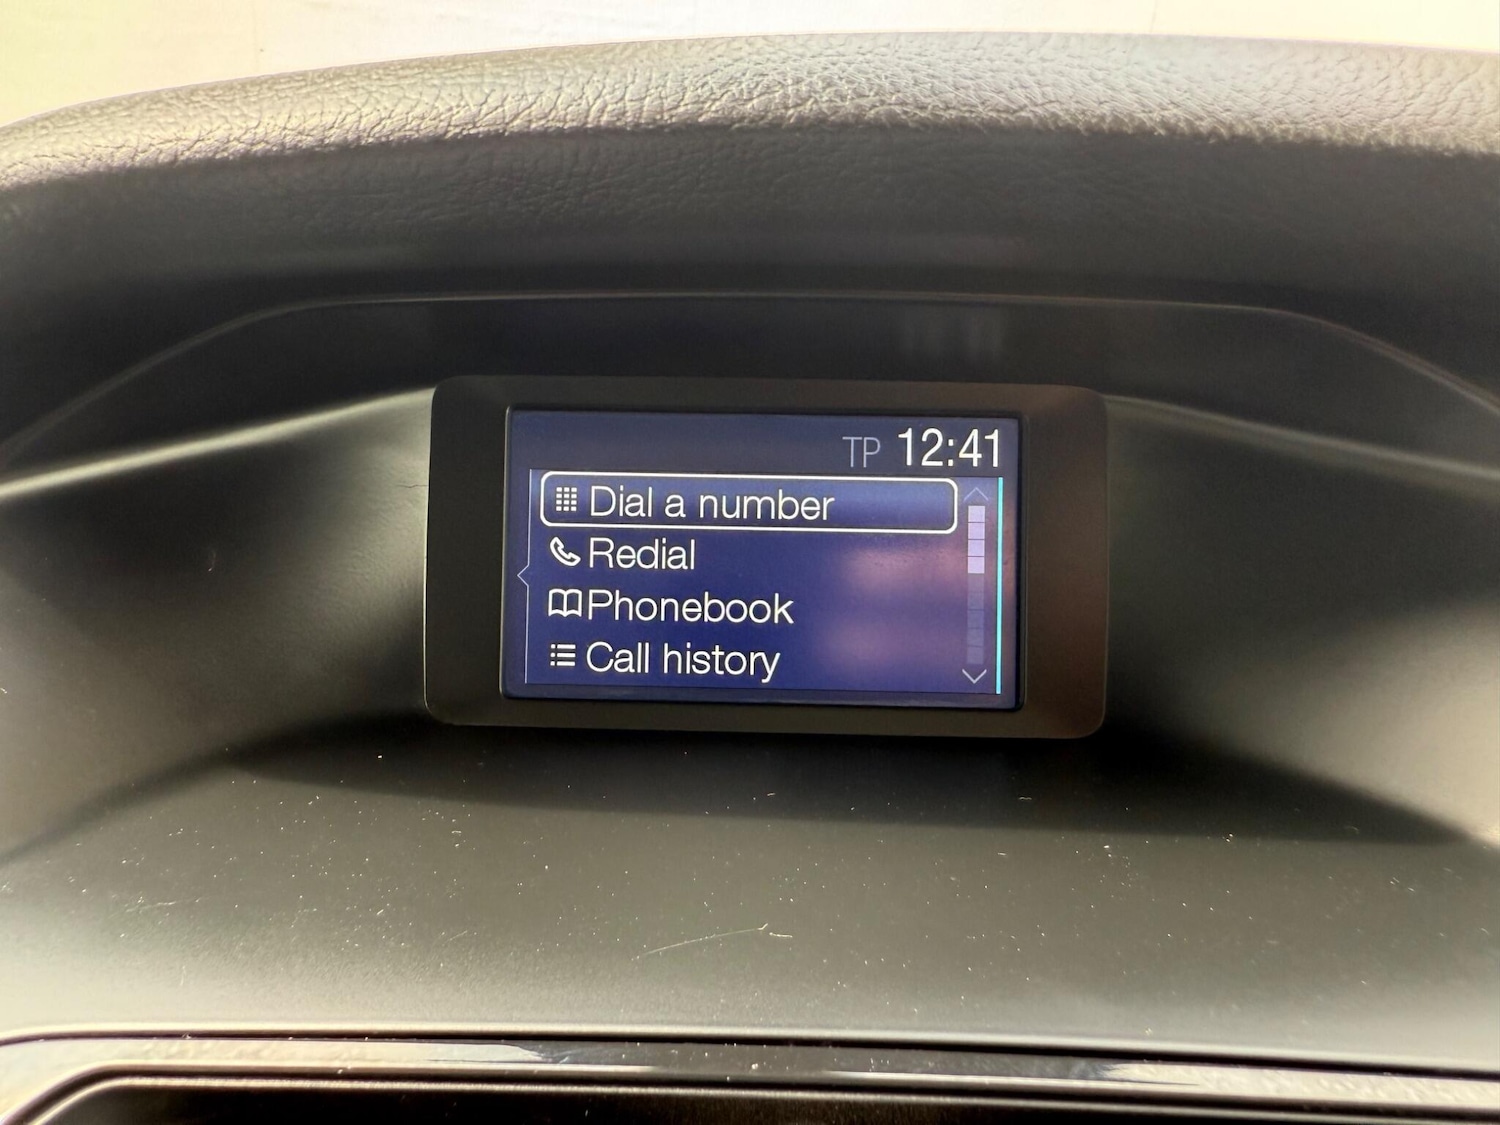 TP 12:41
Dial a number
Redial
Phonebook
Call history